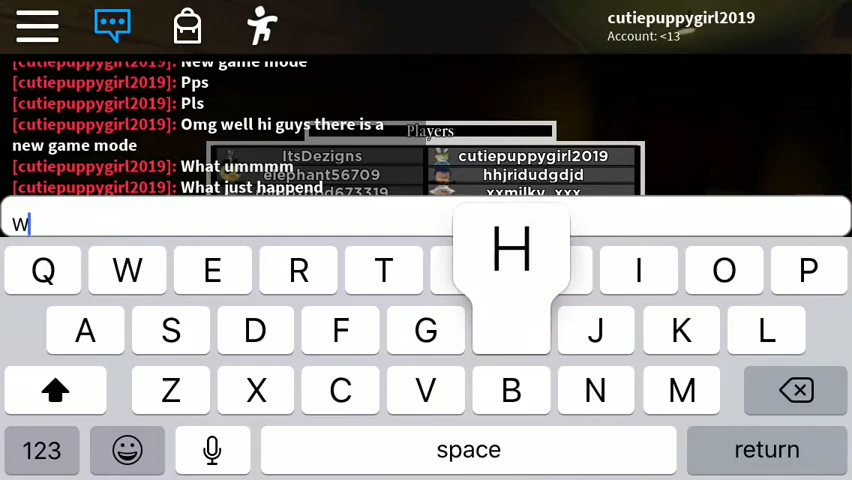 cutiepuppygirl2019
Account: <13
[cutiepuppygirl2019]: New game mode
[cutiepuppygirl2019]: Pps
[cutiepuppygirl2019]: Pls
[cutiepuppygirl2019]: Omg well hi guys there is a
new game mode
[cutiepuppygirl2019]: What ummmm
[cutiepuppygirl2019]: What just happend
Players
ItsDezigns cutiepuppygirl2019
elephant56709 hhjridudgdjd
xxmilky_xxx
w
H
Q W E R T I O P
A S D F G J K L
Z X C V B N M
123 space return